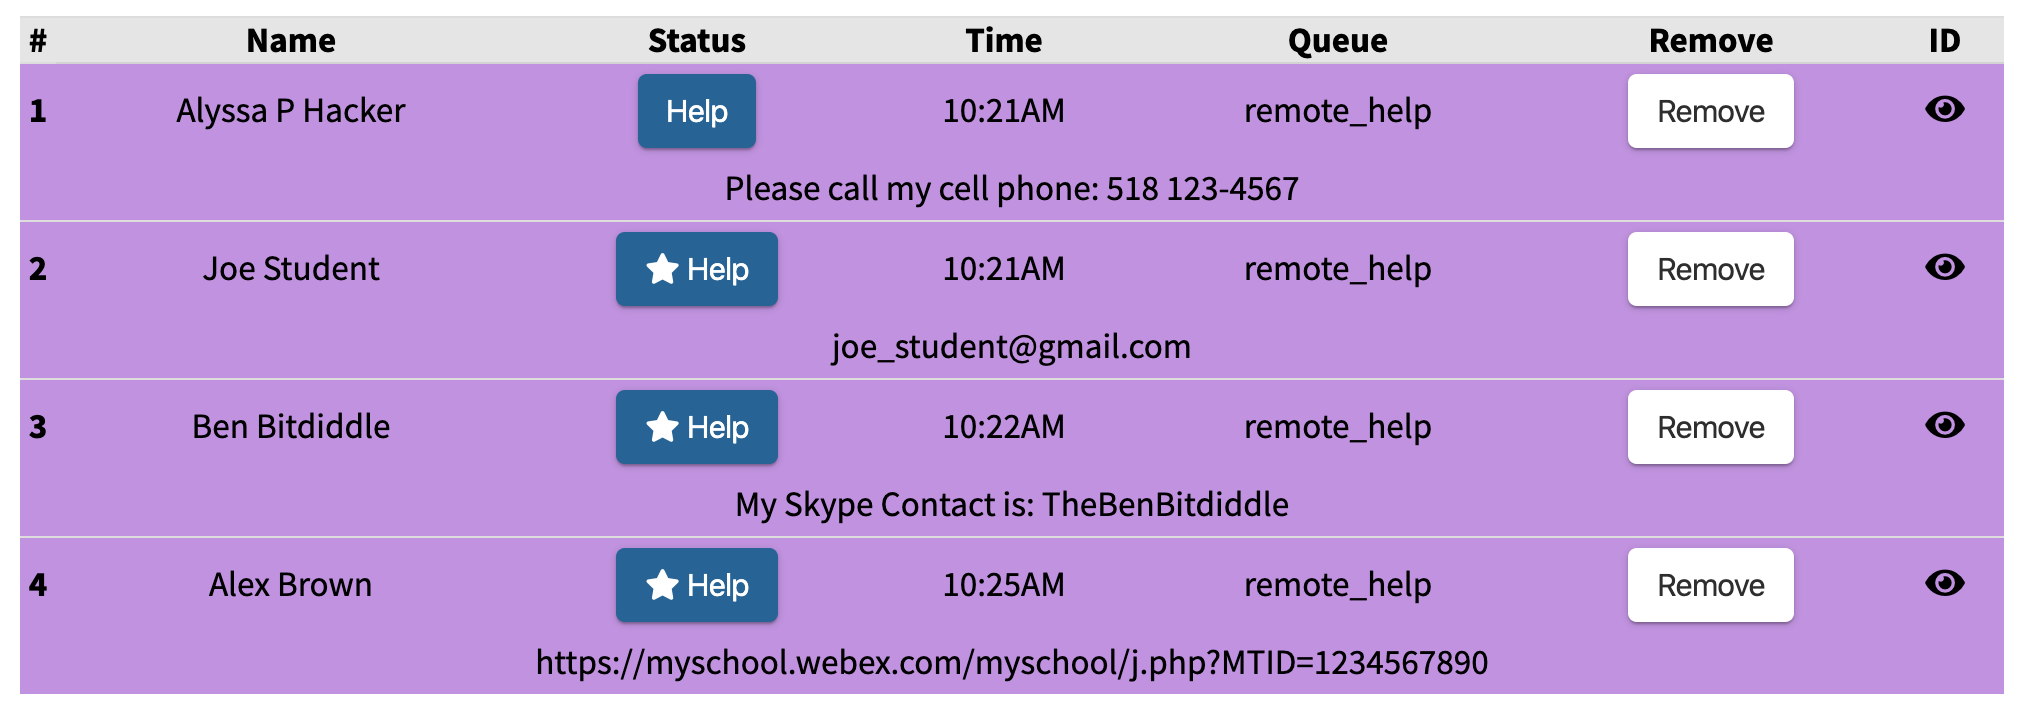 # Name Status Time Queue Remove ID
1 Alyssa P Hacker Help 10:21AM remote_help Remove
Please call my cell phone: 518 123-4567
2 Joe Student Help 10:21AM remote_help Remove
joe_student@gmail.com
3 Ben Bitdiddle Help 10:22AM remote_help Remove
My Skype Contact is: TheBenBitdiddle
4 Alex Brown Help 10:25AM remote_help Remove
https://myschool.webex.com/myschool/j.php?MTID=1234567890